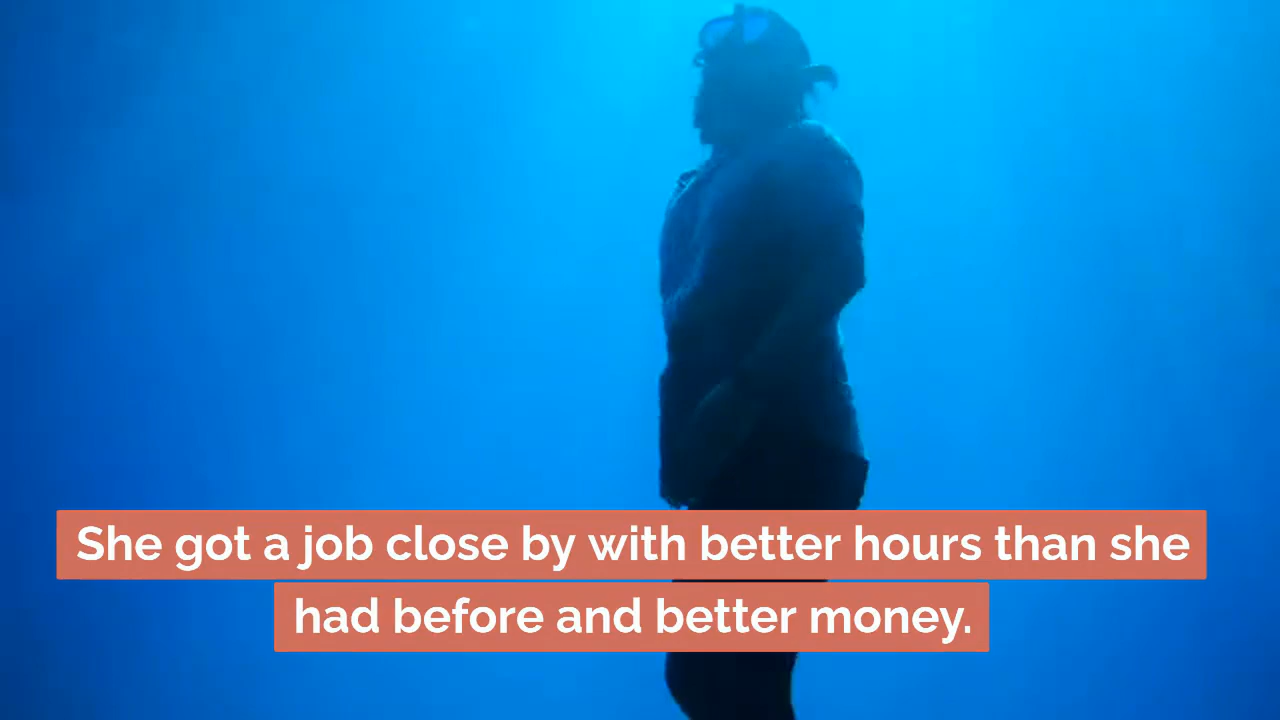 She got a job close by with better hours than she
had before and better money.